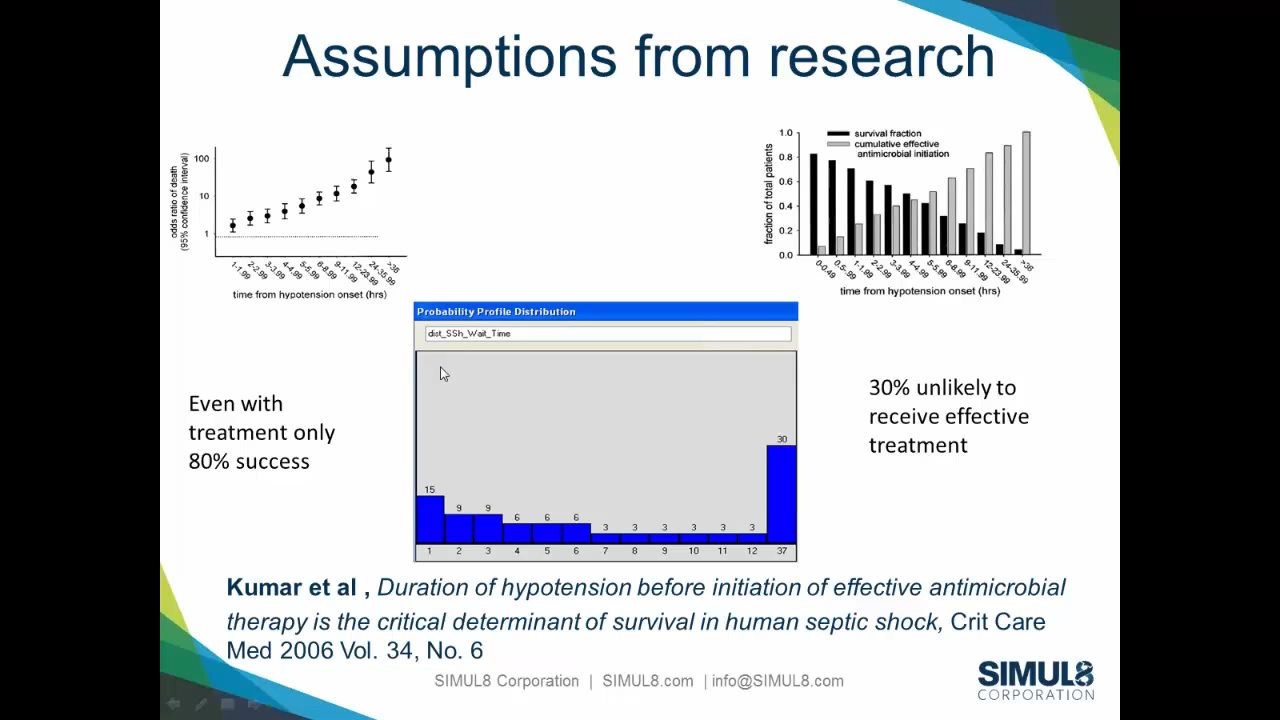 Assumptions from research
100
10
1
odds ratio of death
(95% confidence interval)
1-1.99
2-2.99
3-3.99
4-4.99
5-5.99
6-8.99
9-11.99
12-23.99
24-35.99
>36
time from hypotension onset (hrs)
survival fraction
cumulative effective
antimicrobial initiation
1.0
0.8
0.6
0.4
0.2
0.0
fraction of total patients
0-0.49
0.5-.99
1-1.99
2-2.99
3-3.99
4-4.99
5-5.99
6-8.99
9-11.99
12-23.99
24-35.99
>36
time from hypotension onset (hrs)
Probability Profile Distribution
dist_SSh_Wait_Time
15 9 9 6 6 6 3 3 3 3 3 3 30
1 2 3 4 5 6 7 8 9 10 11 12 37
Even with
treatment only
80% success
30% unlikely to
receive effective
treatment
Kumar et al , Duration of hypotension before initiation of effective antimicrobial
therapy is the critical determinant of survival in human septic shock, Crit Care
Med 2006 Vol. 34, No. 6
SIMUL8 Corporation | SIMUL8.com | info@SIMUL8.com
SIMUL8
CORPORATION